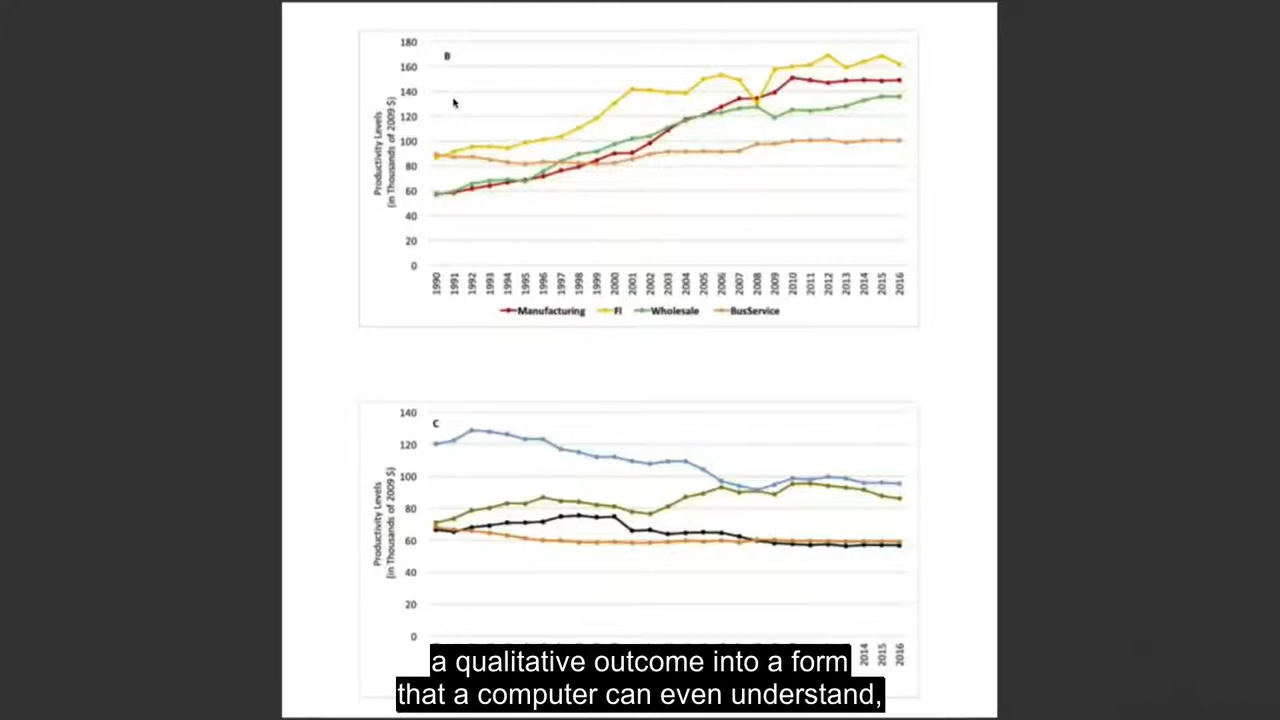 B
180
160
140
120
100
80
60
40
20
0
Productivity Levels
(in Thousands of 2009 $)
1990 1991 1992 1993 1994 1995 1996 1997 1998 1999 2000 2001 2002 2003 2004 2005 2006 2007 2008 2009 2010 2011 2012 2013 2014 2015 2016
Manufacturing FI Wholesale BusService
C
140
120
100
80
60
40
20
0
Productivity Levels
(in Thousands of 2009 $)
2014 2015 2016
a qualitative outcome into a form
that a computer can even understand,